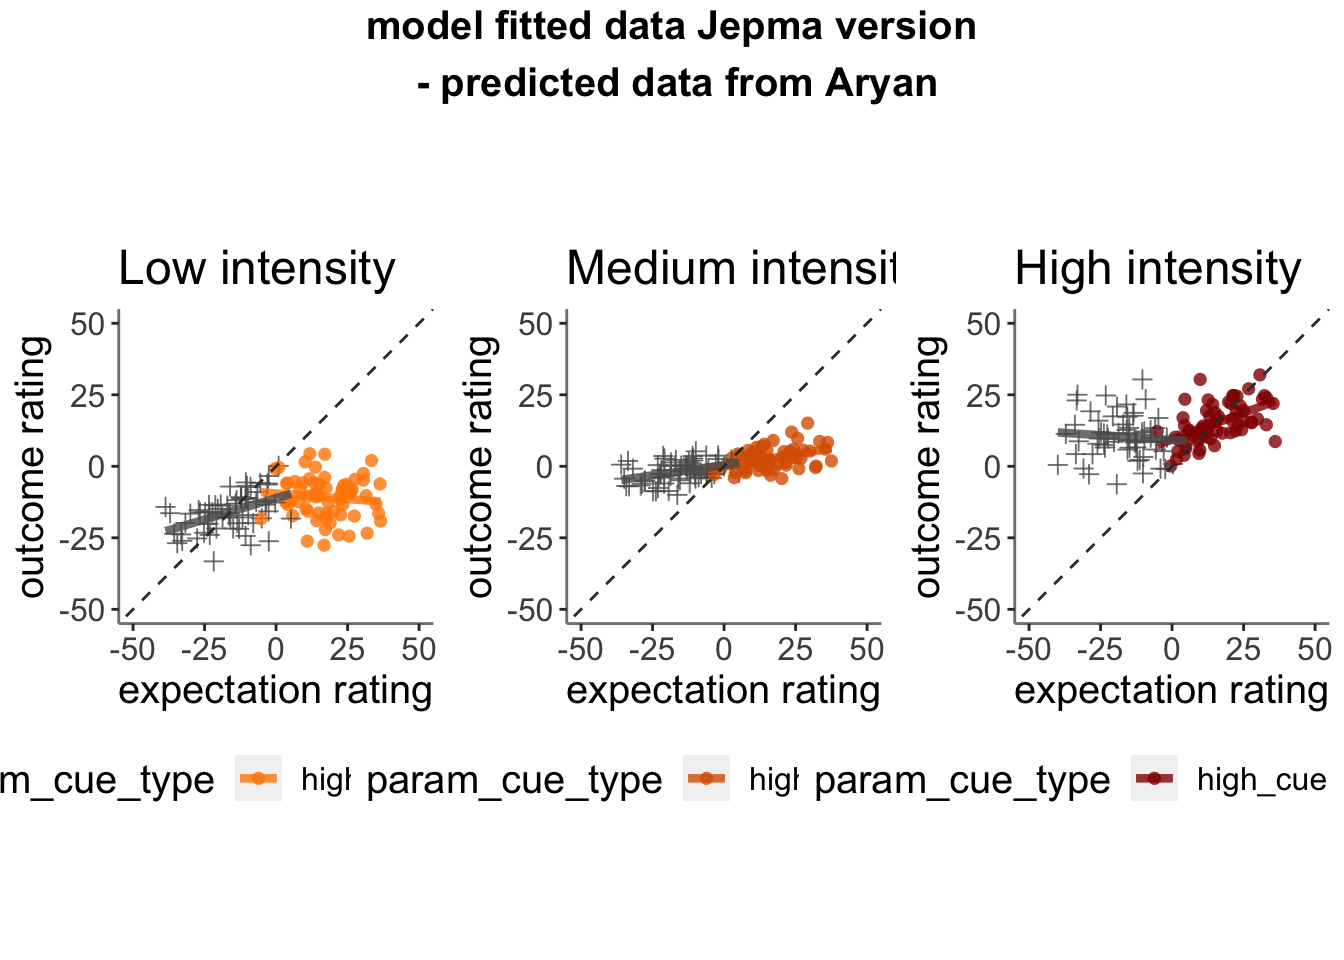 model fitted data Jepma version
- predicted data from Aryan
Low intensity
50
25
0
-25
-50
outcome rating
-50 -25 0 25 50
expectation rating
Medium intensit
50
25
0
-25
-50
outcome rating
-50 -25 0 25 50
expectation rating
High intensity
50
25
0
-25
-50
outcome rating
-50 -25 0 25 50
expectation rating
m_cue_type high
param_cue_type high
param_cue_type high_cue